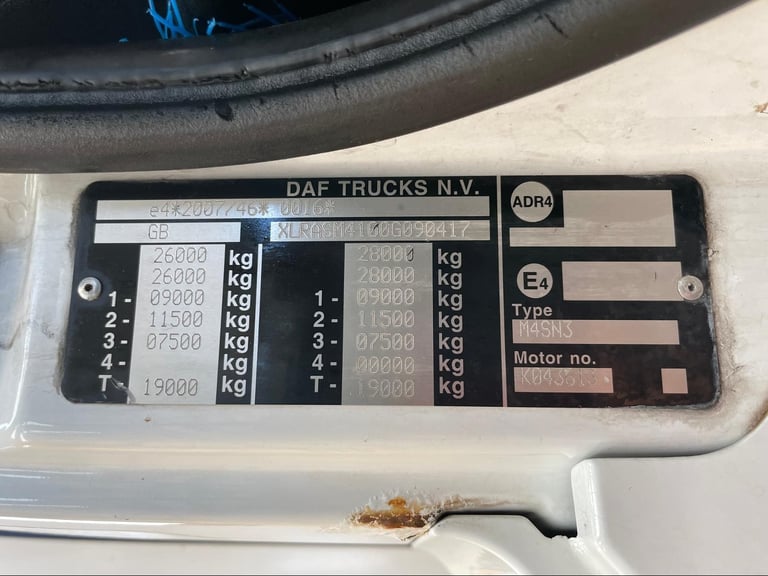 DAF TRUCKS N.V.
e4*2007/46* 0016*
GB XLRASM4100G090417
26000 kg 28000 kg
26000 kg 28000 kg
1- 09000 kg 1- 09000 kg
2- 11500 kg 2- 11500 kg
3- 07500 kg 3- 07500 kg
4- kg 4- 00000 kg
T 19000 kg T- 19000 kg
ADR4
E4
Type
M4SN3
Motor no.